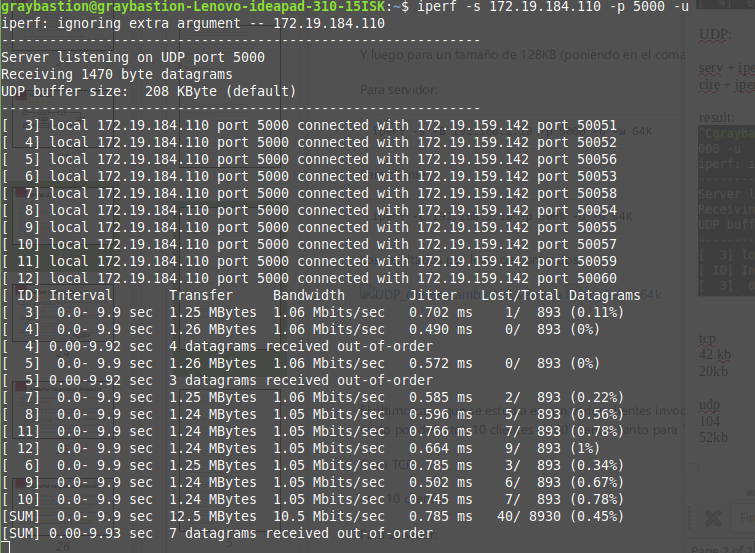 graybastion@graybastion-Lenovo-ideapad-310-15ISK:~$ iperf -s 172.19.184.110 -p 5000 -u
iperf: ignoring extra argument -- 172.19.184.110
------------------------------------------------------------
Server listening on UDP port 5000
Receiving 1470 byte datagrams
UDP buffer size:  208 KByte (default)
------------------------------------------------------------
[  3] local 172.19.184.110 port 5000 connected with 172.19.159.142 port 50051
[  4] local 172.19.184.110 port 5000 connected with 172.19.159.142 port 50052
[  5] local 172.19.184.110 port 5000 connected with 172.19.159.142 port 50056
[  6] local 172.19.184.110 port 5000 connected with 172.19.159.142 port 50053
[  7] local 172.19.184.110 port 5000 connected with 172.19.159.142 port 50058
[  8] local 172.19.184.110 port 5000 connected with 172.19.159.142 port 50054
[  9] local 172.19.184.110 port 5000 connected with 172.19.159.142 port 50055
[ 10] local 172.19.184.110 port 5000 connected with 172.19.159.142 port 50057
[ 11] local 172.19.184.110 port 5000 connected with 172.19.159.142 port 50059
[ 12] local 172.19.184.110 port 5000 connected with 172.19.159.142 port 50060
[ ID] Interval       Transfer     Bandwidth        Jitter   Lost/Total Datagrams
[  3]  0.0- 9.9 sec  1.25 MBytes  1.06 Mbits/sec   0.702 ms    1/  893 (0.11%)
[  4]  0.0- 9.9 sec  1.26 MBytes  1.06 Mbits/sec   0.490 ms    0/  893 (0%)
[  4] 0.00-9.92 sec  4 datagrams received out-of-order
[  5]  0.0- 9.9 sec  1.26 MBytes  1.06 Mbits/sec   0.572 ms    0/  893 (0%)
[  5] 0.00-9.92 sec  3 datagrams received out-of-order
[  7]  0.0- 9.9 sec  1.25 MBytes  1.06 Mbits/sec   0.585 ms    2/  893 (0.22%)
[  8]  0.0- 9.9 sec  1.24 MBytes  1.05 Mbits/sec   0.596 ms    5/  893 (0.56%)
[ 11]  0.0- 9.9 sec  1.24 MBytes  1.05 Mbits/sec   0.766 ms    7/  893 (0.78%)
[ 12]  0.0- 9.9 sec  1.24 MBytes  1.05 Mbits/sec   0.664 ms    9/  893 (1%)
[  6]  0.0- 9.9 sec  1.25 MBytes  1.05 Mbits/sec   0.785 ms    3/  893 (0.34%)
[  9]  0.0- 9.9 sec  1.24 MBytes  1.05 Mbits/sec   0.502 ms    6/  893 (0.67%)
[ 10]  0.0- 9.9 sec  1.24 MBytes  1.05 Mbits/sec   0.745 ms    7/  893 (0.78%)
[SUM]  0.0- 9.9 sec  12.5 MBytes  10.5 Mbits/sec   0.785 ms   40/ 8930 (0.45%)
[SUM] 0.00-9.93 sec  7 datagrams received out-of-order
Y luego para un tamaño de 128KB (poniendo en el coma
Para servidor:
UDP:
serv + ipe
clie + iper
result:
tcp
42 kb
20kb
udp
104
52kb